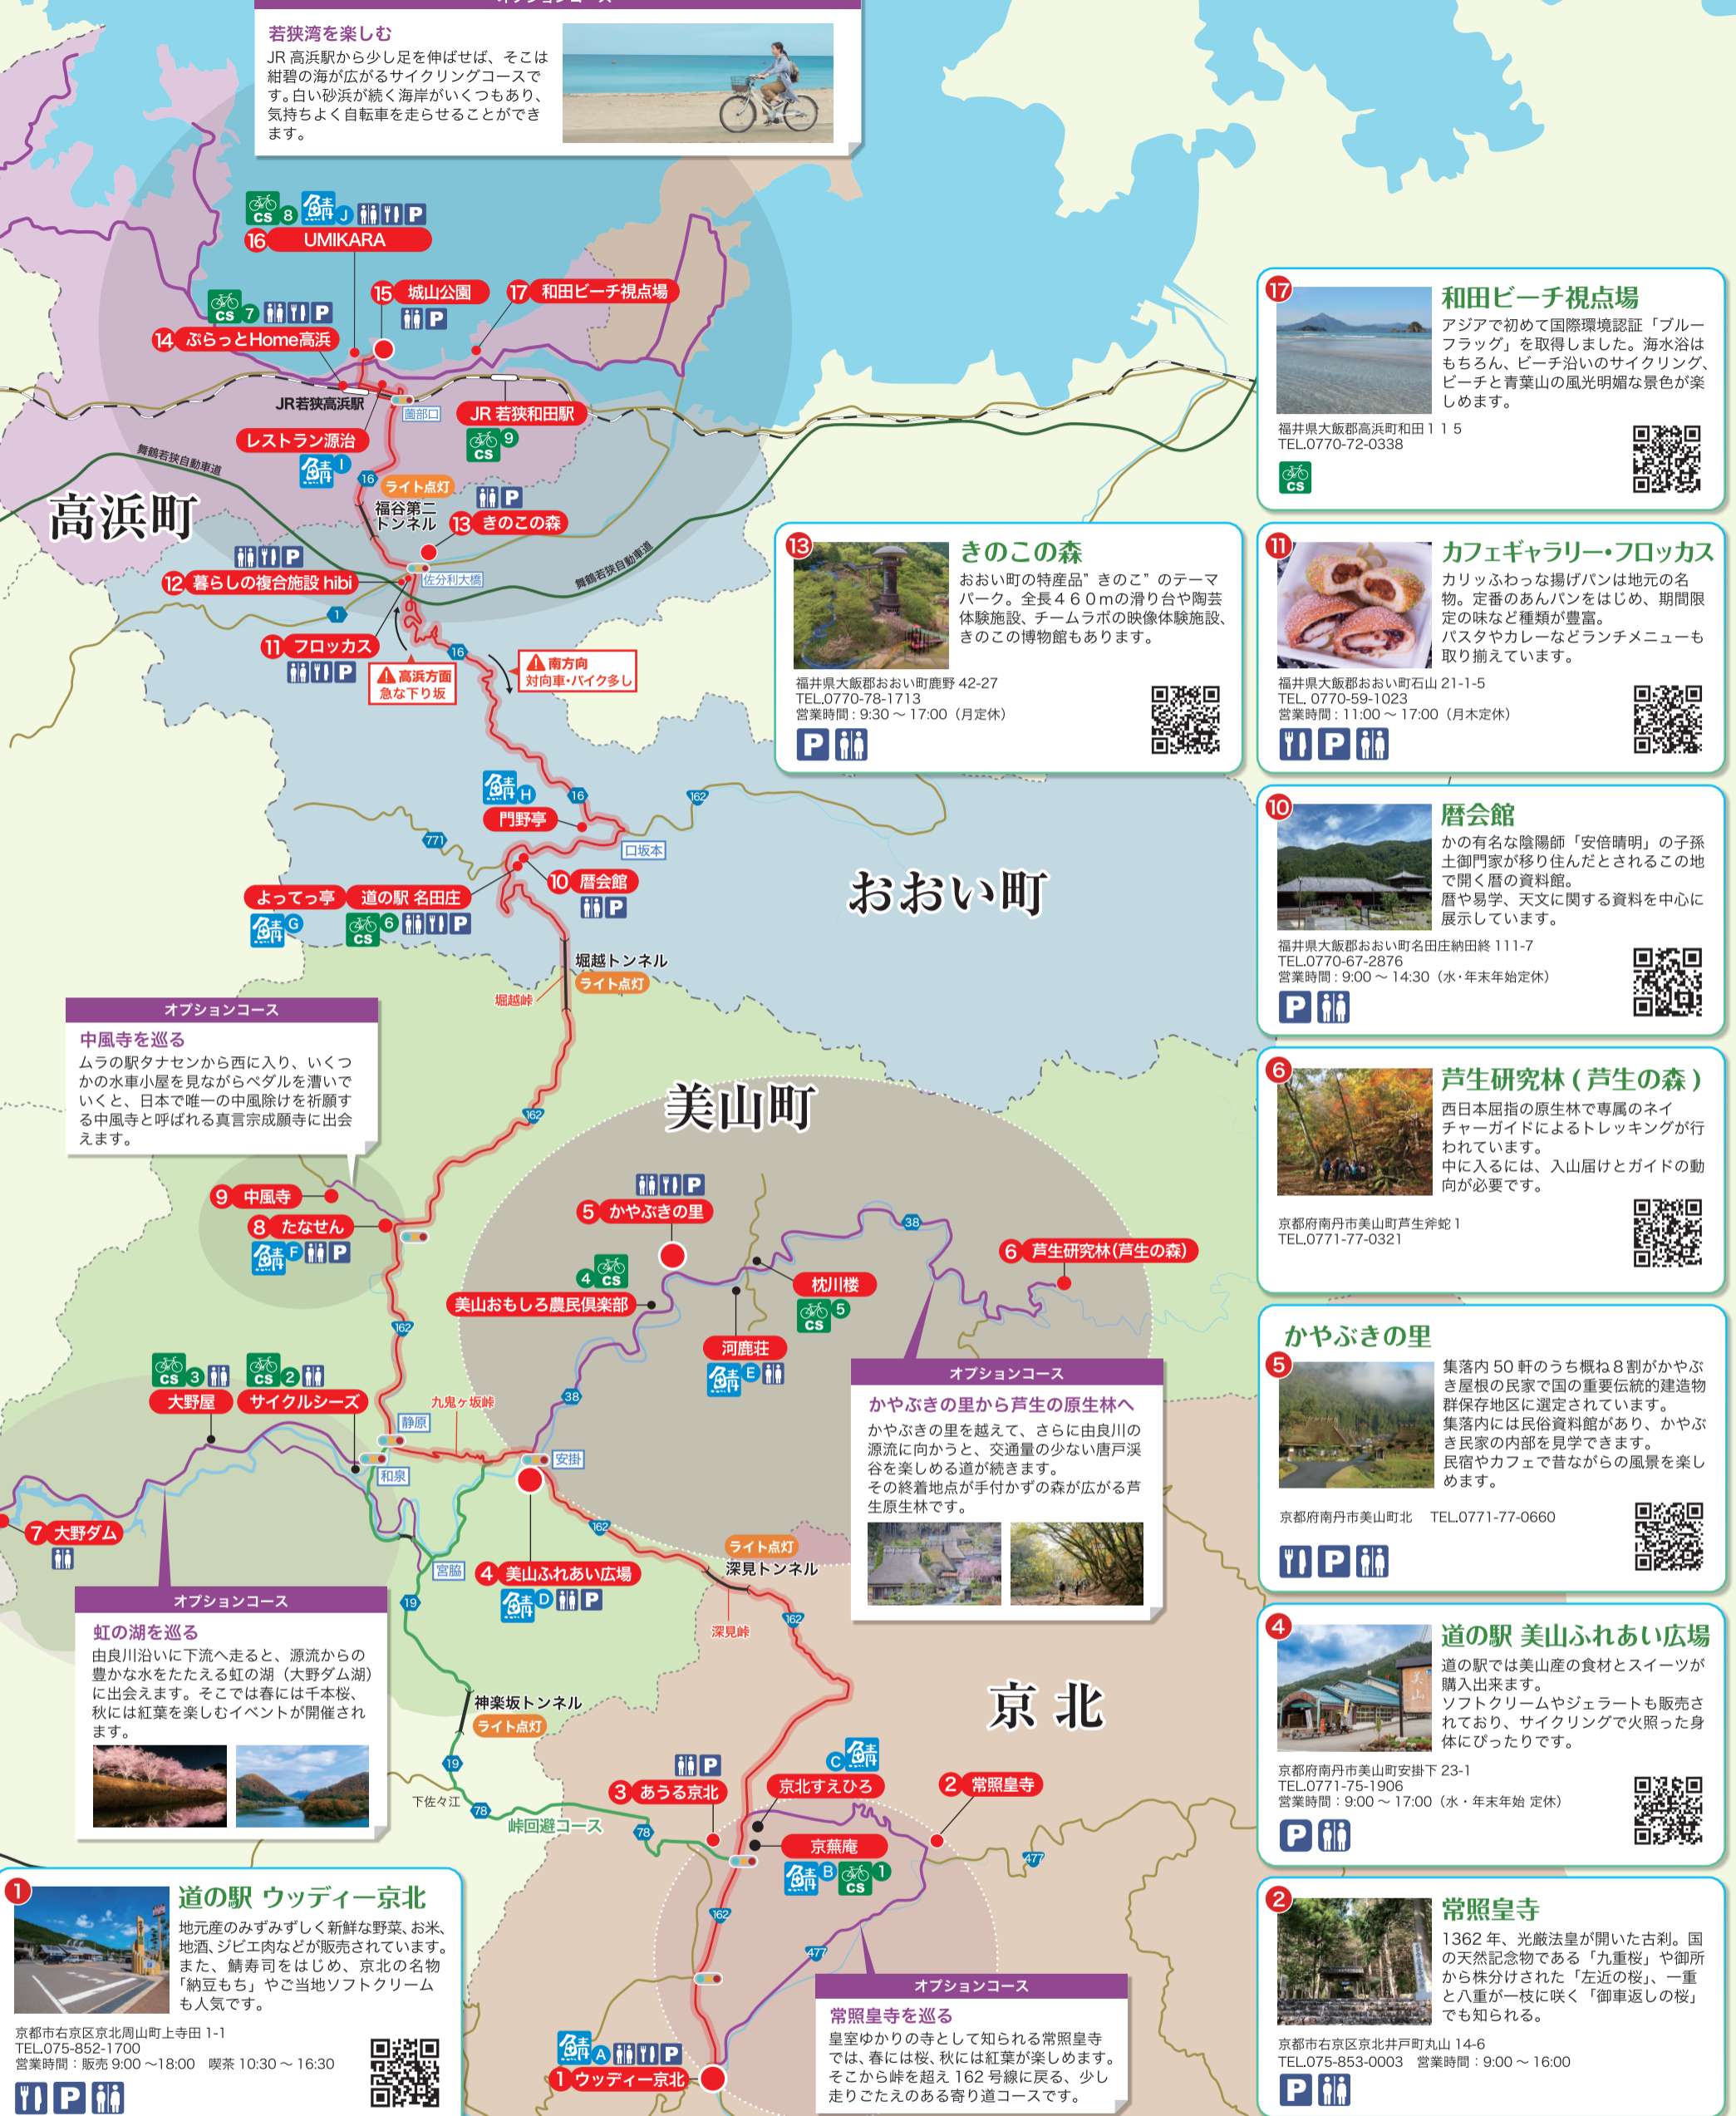 オプションコース
若狭湾を楽しむ
JR 高浜駅から少し足を伸ばせば、そこは
紺碧の海が広がるサイクリングコースで
す。白い砂浜が続く海岸がいくつもあり、
気持ちよく自転車を走らせることができ
ます。
CS 8 鯖 J P
16 UMIKARA
15 城山公園
P
17 和田ビーチ視点場
CS 7 P
14 ぷらっとHome高浜
JR若狭高浜駅
薗部口
JR 若狭和田駅
CS 9
レストラン源治
鯖 I
舞鶴若狭自動車道
16
ライト点灯
福谷第二
トンネル
高浜町
P
13 きのこの森
P
12 暮らしの複合施設 hibi
佐分利大橋
舞鶴若狭自動車道
1
11 フロッカス
P
16
高浜方面
急な下り坂
南方向
対向車・バイク多し
鯖 H
16
門野亭
162
771
口坂本
10 暦会館
P
よってっ亭
道の駅 名田庄
鯖 G
CS 6 P
おおい町
堀越トンネル
ライト点灯
堀越峠
オプションコース
中風寺を巡る
ムラの駅タナセンから西に入り、いくつ
かの水車小屋を見ながらペダルを漕いで
いくと、日本で唯一の中風除けを祈願す
る中風寺と呼ばれる真言宗成願寺に出会
えます。
美山町
162
9 中風寺
8 たなせん
鯖 F P
P
5 かやぶきの里
38
6 芦生研究林(芦生の森)
4 CS
美山おもしろ農民倶楽部
枕川楼
CS 5
河鹿荘
鯖 E
162
CS 3
CS 2
大野屋
サイクルシーズ
九鬼ヶ坂峠
38
静原
和泉
安掛
7 大野ダム
162
宮脇
4 美山ふれあい広場
鯖 D P
ライト点灯
深見トンネル
深見峠
162
オプションコース
かやぶきの里から芦生の原生林へ
かやぶきの里を越えて、さらに由良川の
源流に向かうと、交通量の少ない唐戸渓
谷を楽しめる道が続きます。
その終着地点が手付かずの森が広がる芦
生原生林です。
オプションコース
虹の湖を巡る
由良川沿いに下流へ走ると、源流からの
豊かな水をたたえる虹の湖（大野ダム湖）
に出会えます。そこでは春には千本桜、
秋には紅葉を楽しむイベントが開催され
ます。
19
神楽坂トンネル
ライト点灯
19
下佐々江
78
峠回避コース
78
京北
P
3 あうる京北
C 鯖
京北すえひろ
2 常照皇寺
京蕪庵
鯖 B CS 1
477
162
477
オプションコース
常照皇寺を巡る
皇室ゆかりの寺として知られる常照皇寺
では、春には桜、秋には紅葉が楽しめます。
そこから峠を超え 162 号線に戻る、少し
走りごたえのある寄り道コースです。
鯖 A P
1 ウッディー京北
17
和田ビーチ視点場
アジアで初めて国際環境認証「ブルー
フラッグ」を取得しました。海水浴は
もちろん、ビーチ沿いのサイクリング、
ビーチと青葉山の風光明媚な景色が楽
しめます。
福井県大飯郡高浜町和田１１５
TEL.0770-72-0338
CS
13
きのこの森
おおい町の特産品” きのこ” のテーマ
パーク。全長４６０mの滑り台や陶芸
体験施設、チームラボの映像体験施設、
きのこの博物館もあります。
福井県大飯郡おおい町鹿野 42-27
TEL.0770-78-1713
営業時間 : 9:30 ～ 17:00（月定休）
P
11
カフェギャラリー・フロッカス
カリッふわっな揚げパンは地元の名
物。定番のあんパンをはじめ、期間限
定の味など種類が豊富。
パスタやカレーなどランチメニューも
取り揃えています。
福井県大飯郡おおい町石山 21-1-5
TEL. 0770-59-1023
営業時間 : 11:00 ～ 17:00（月木定休）
P
10
暦会館
かの有名な陰陽師「安倍晴明」の子孫
土御門家が移り住んだとされるこの地
で開く暦の資料館。
暦や易学、天文に関する資料を中心に
展示しています。
福井県大飯郡おおい町名田庄納田終 111-7
TEL.0770-67-2876
営業時間 : 9:00 ～ 14:30（水・年末年始定休）
P
6
芦生研究林 ( 芦生の森 )
西日本屈指の原生林で専属のネイ
チャーガイドによるトレッキングが行
われています。
中に入るには、入山届けとガイドの動
向が必要です。
京都府南丹市美山町芦生斧蛇 1
TEL.0771-77-0321
かやぶきの里
5
集落内 50 軒のうち概ね８割がかやぶ
き屋根の民家で国の重要伝統的建造物
群保存地区に選定されています。
集落内には民俗資料館があり、かやぶ
き民家の内部を見学できます。
民宿やカフェで昔ながらの風景を楽し
めます。
京都府南丹市美山町北 TEL.0771-77-0660
P
4
道の駅 美山ふれあい広場
道の駅では美山産の食材とスイーツが
購入出来ます。
ソフトクリームやジェラートも販売さ
れており、サイクリングで火照った身
体にぴったりです。
京都府南丹市美山町安掛下 23-1
TEL.0771-75-1906
営業時間：9:00 ～ 17:00（水・年末年始 定休）
P
2
常照皇寺
1362 年、光厳法皇が開いた古刹。国
の天然記念物である「九重桜」や御所
から株分けされた「左近の桜」、一重
と八重が一枝に咲く「御車返しの桜」
でも知られる。
京都市右京区京北井戸町丸山 14-6
TEL.075-853-0003 営業時間：9:00 ～ 16:00
P
1
道の駅 ウッディー京北
地元産のみずみずしく新鮮な野菜、お米、
地酒、ジビエ肉などが販売されています。
また、鯖寿司をはじめ、京北の名物
「納豆もち」やご当地ソフトクリーム
も人気です。
京都市右京区京北周山町上寺田 1-1
TEL.075-852-1700
営業時間：販売 9:00 ～18:00 喫茶 10:30 ～ 16:30
P